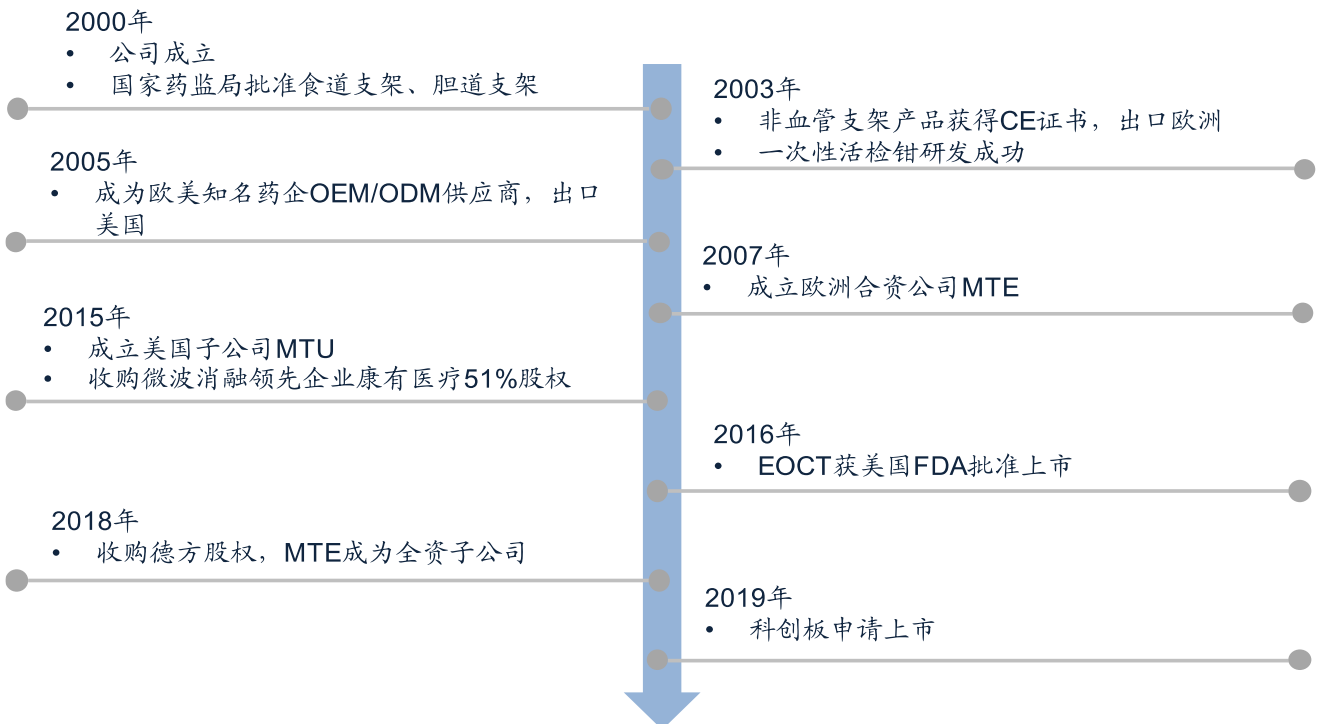 2000年
• 公司成立
• 国家药监局批准食道支架、胆道支架
2003年
• 非血管支架产品获得CE证书，出口欧洲
• 一次性活检钳研发成功
2005年
• 成为欧美知名药企OEM/ODM供应商，出口
美国
2007年
• 成立欧洲合资公司MTE
2015年
• 成立美国子公司MTU
• 收购微波消融领先企业康有医疗51%股权
2016年
• EOCT获美国FDA批准上市
2018年
• 收购德方股权，MTE成为全资子公司
2019年
• 科创板申请上市